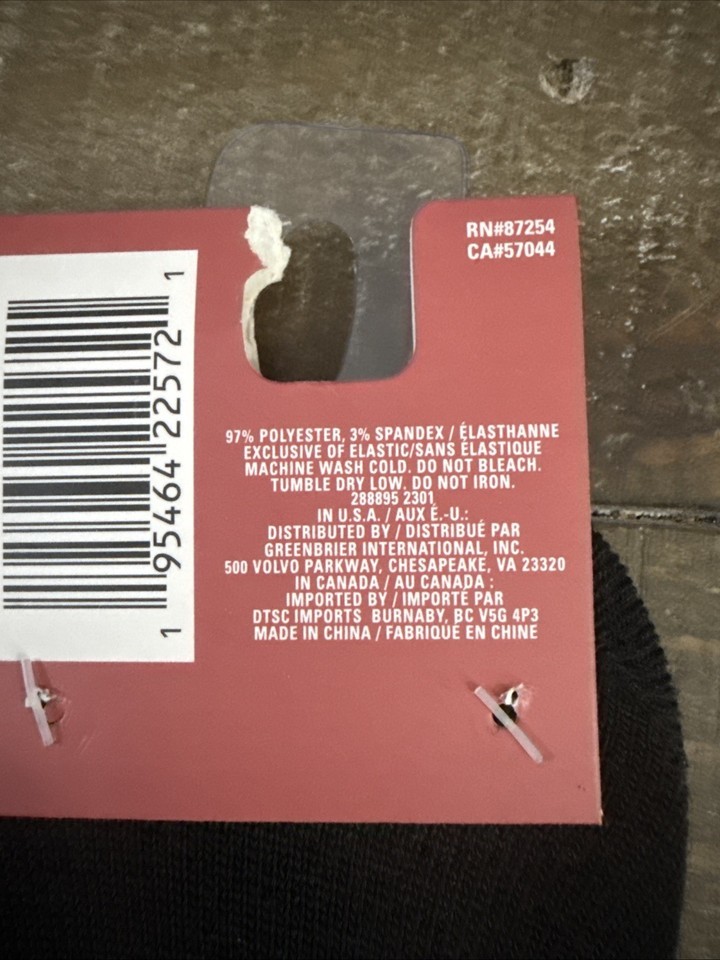 RN#87254
CA#57044
1 95464 22572 1
97% POLYESTER, 3% SPANDEX / ÉLASTHANNE
EXCLUSIVE OF ELASTIC/SANS ÉLASTIQUE
MACHINE WASH COLD. DO NOT BLEACH.
TUMBLE DRY LOW. DO NOT IRON.
288895 2301
IN U.S.A. / AUX É.-U.:
DISTRIBUTED BY / DISTRIBUÉ PAR
GREENBRIER INTERNATIONAL, INC.
500 VOLVO PARKWAY, CHESAPEAKE, VA 23320
IN CANADA / AU CANADA :
IMPORTED BY / IMPORTÉ PAR
DTSC IMPORTS BURNABY, BC V5G 4P3
MADE IN CHINA / FABRIQUÉ EN CHINE